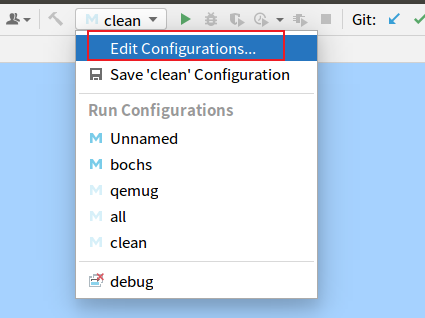 clean
Git:
Edit Configurations...
Save 'clean' Configuration
Run Configurations
Unnamed
bochs
qemug
all
clean
debug